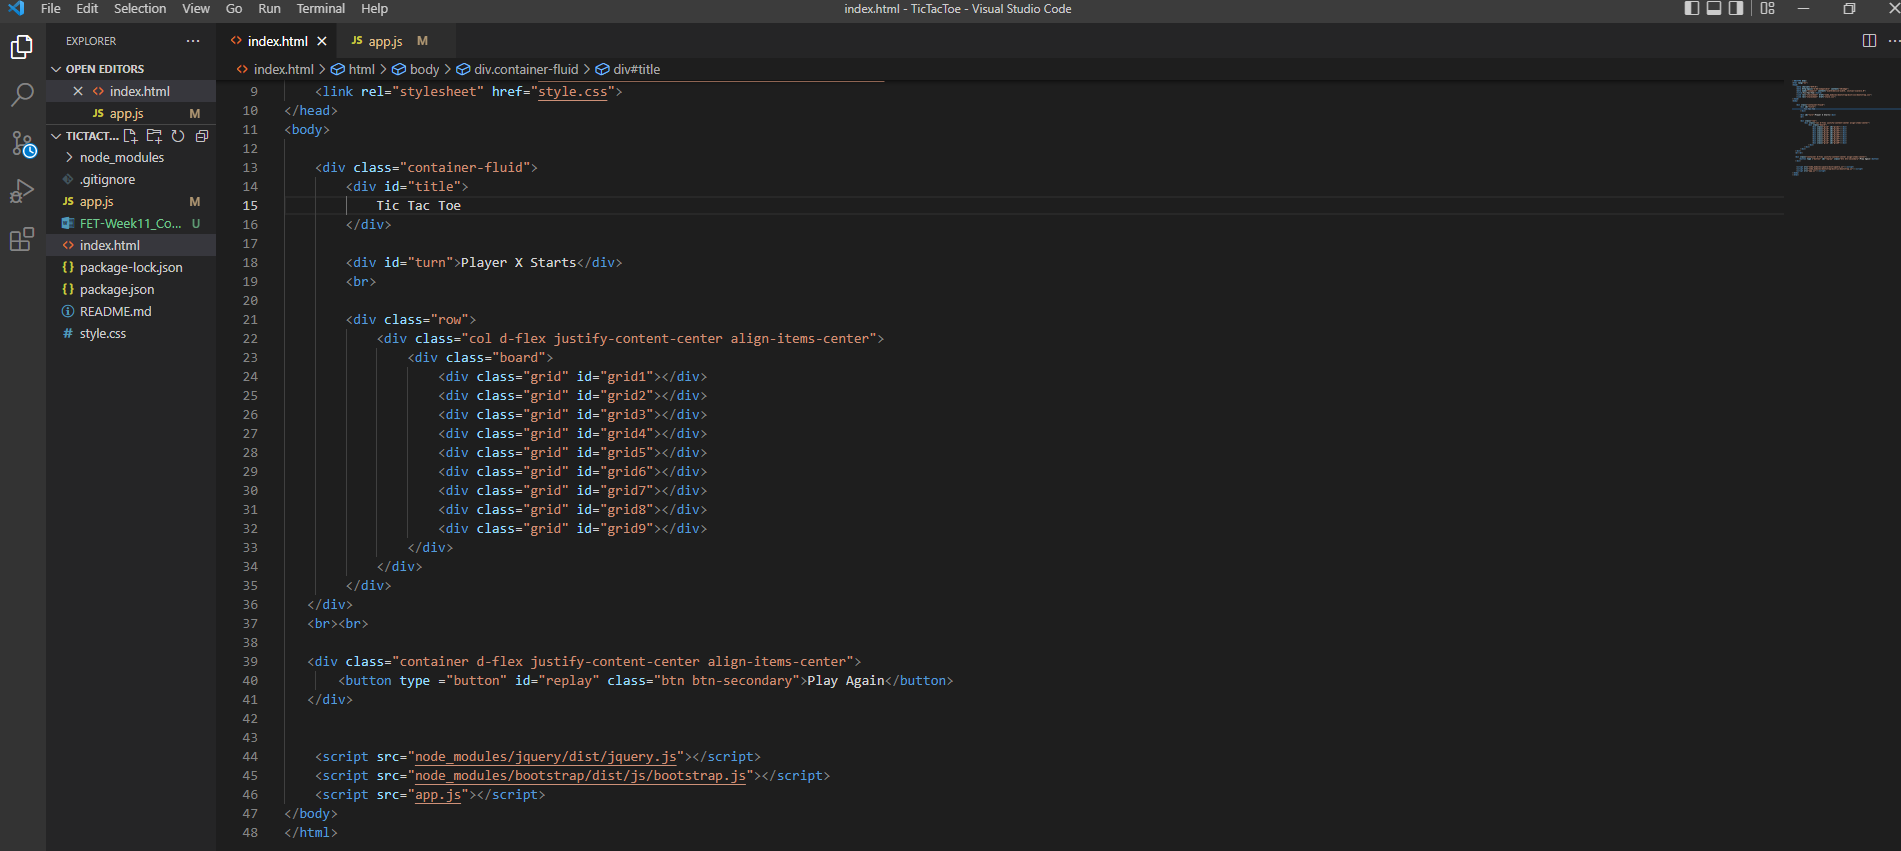 File Edit Selection View Go Run Terminal Help
index.html - TicTacToe - Visual Studio Code
EXPLORER
OPEN EDITORS
index.html
JS app.js M
TICTACT...
node_modules
.gitignore
JS app.js M
FET-Week11_Co... U
<> index.html
{} package-lock.json
{} package.json
README.md
# style.css
<> index.html
JS app.js M
<> index.html > html > body > div.container-fluid > div#title
9 <link rel="stylesheet" href="style.css">
10 </head>
11 <body>
12
13 <div class="container-fluid">
14 <div id="title">
15 Tic Tac Toe
16 </div>
17
18 <div id="turn">Player X Starts</div>
19 <br>
20
21 <div class="row">
22 <div class="col d-flex justify-content-center align-items-center">
23 <div class="board">
24 <div class="grid" id="grid1"></div>
25 <div class="grid" id="grid2"></div>
26 <div class="grid" id="grid3"></div>
27 <div class="grid" id="grid4"></div>
28 <div class="grid" id="grid5"></div>
29 <div class="grid" id="grid6"></div>
30 <div class="grid" id="grid7"></div>
31 <div class="grid" id="grid8"></div>
32 <div class="grid" id="grid9"></div>
33 </div>
34 </div>
35 </div>
36 </div>
37 <br><br>
38
39 <div class="container d-flex justify-content-center align-items-center">
40 <button type ="button" id="replay" class="btn btn-secondary">Play Again</button>
41 </div>
42
43
44 <script src="node_modules/jquery/dist/jquery.js"></script>
45 <script src="node_modules/bootstrap/dist/js/bootstrap.js"></script>
46 <script src="app.js"></script>
47 </body>
48 </html>